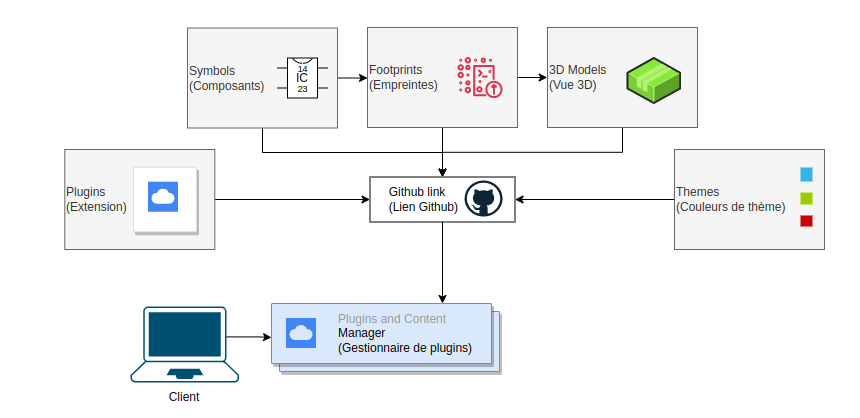 Symbols
(Composants)
14
IC
23
Footprints
(Empreintes)
3D Models
(Vue 3D)
Plugins
(Extension)
Github link
(Lien Github)
Themes
(Couleurs de thème)
Plugins and Content
Manager
(Gestionnaire de plugins)
Client